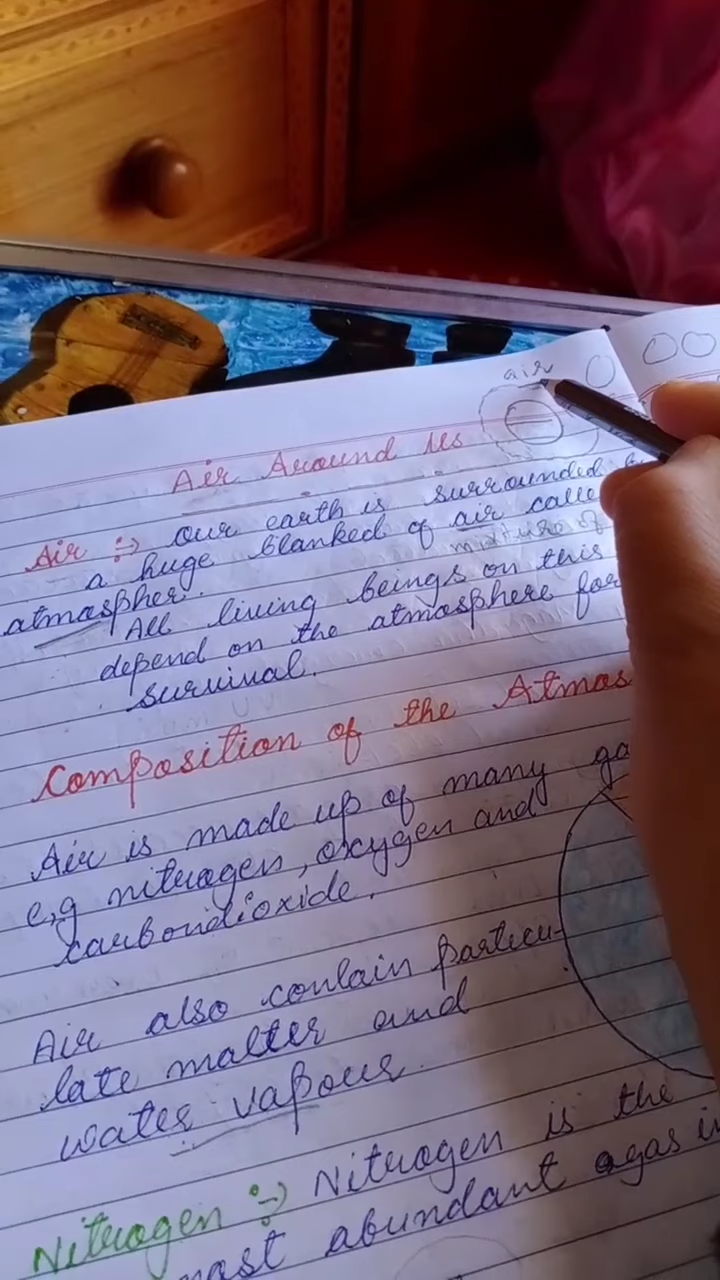 air
Air Around Us
Air :-> our earth is surrounded
a huge blanked of air calle
mixture of
atmospher.
All living beings on this
depend on the atmosphere for
survival.
Composition of the Atmos
Air is made up of many ga
e,g nitrogen, oxygen and
carbondioxide.
Air also contain particu-
late matter and
water vapour.
Nitrogen :-> Nitrogen is the
most abundant gas in